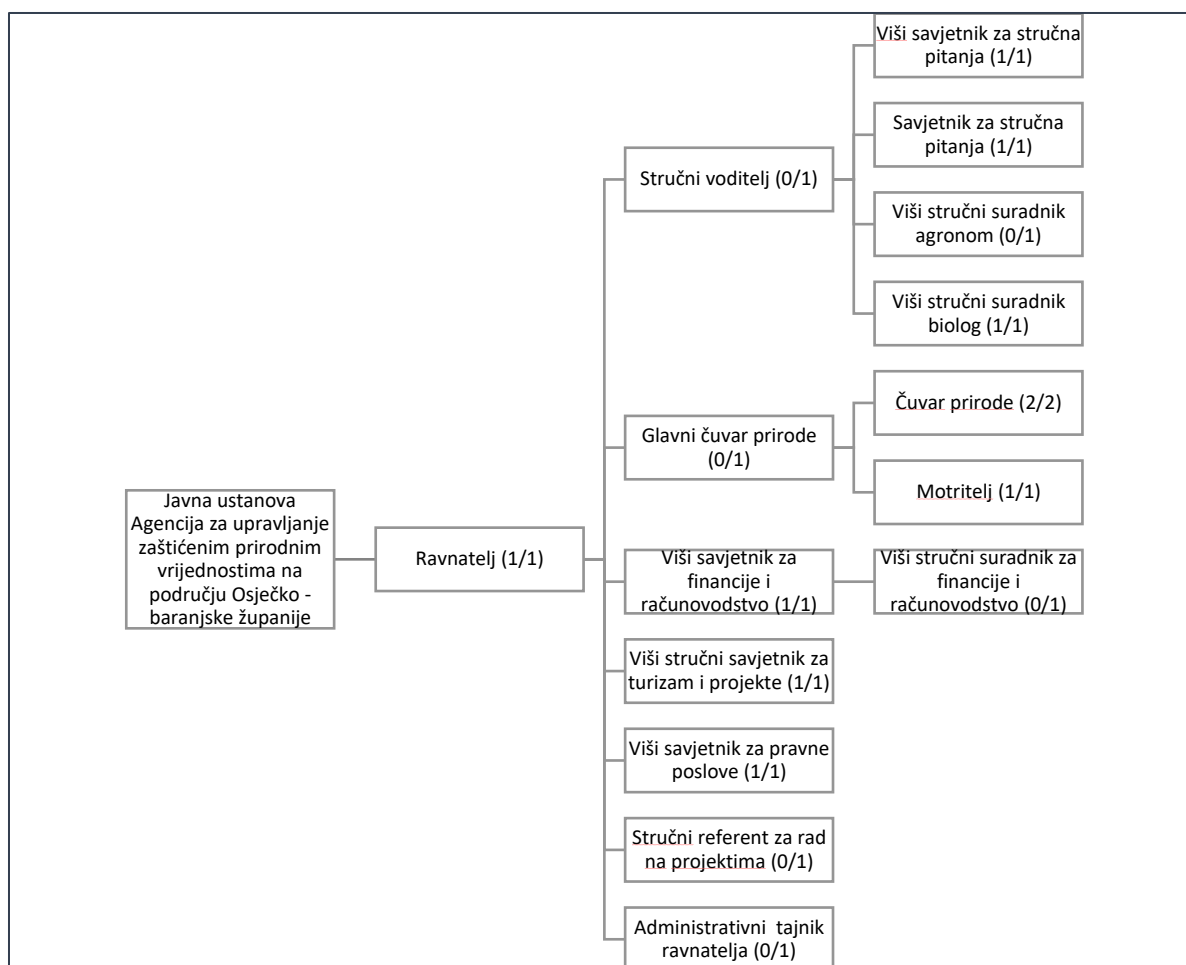 Javna ustanova
Agencija za upravljanje
zaštićenim prirodnim
vrijednostima na
području Osječko -
baranjske županije
Ravnatelj (1/1)
Stručni voditelj (0/1)
Viši savjetnik za stručna
pitanja (1/1)
Savjetnik za stručna
pitanja (1/1)
Viši stručni suradnik
agronom (0/1)
Viši stručni suradnik
biolog (1/1)
Glavni čuvar prirode
(0/1)
Čuvar prirode (2/2)
Motritelj (1/1)
Viši savjetnik za
financije i
računovodstvo (1/1)
Viši stručni suradnik za
financije i
računovodstvo (0/1)
Viši stručni savjetnik za
turizam i projekte (1/1)
Viši savjetnik za pravne
poslove (1/1)
Stručni referent za rad
na projektima (0/1)
Administrativni tajnik
ravnatelja (0/1)